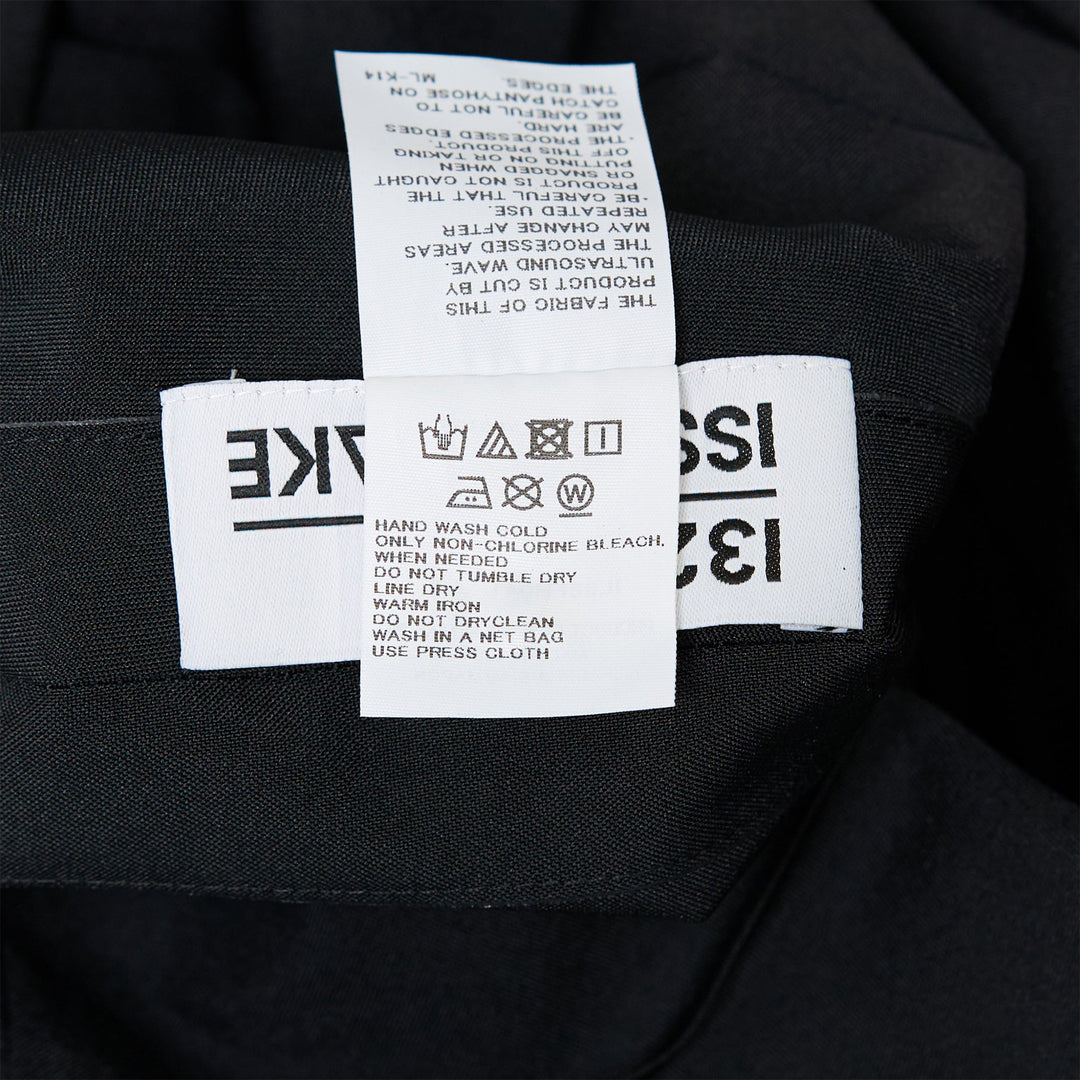 THE FABRIC OF THIS
PRODUCT IS CUT BY
ULTRASOUND WAVE.
THE PROCESSED AREAS
MAY CHANGE AFTER
REPEATED USE.
·BE CAREFUL THAT THE
PRODUCT IS NOT CAUGHT
OR SNAGGED WHEN
PUTTING ON OR TAKING
OFF THIS PRODUCT.
·THE PROCESSED EDGES
ARE HARD.
BE CAREFUL NOT TO
CATCH PANTYHOSE ON
THE EDGES.
ML-K14
W
HAND WASH COLD
ONLY NON-CHLORINE BLEACH.
WHEN NEEDED
DO NOT TUMBLE DRY
LINE DRY
WARM IRON
DO NOT DRYCLEAN
WASH IN A NET BAG
USE PRESS CLOTH